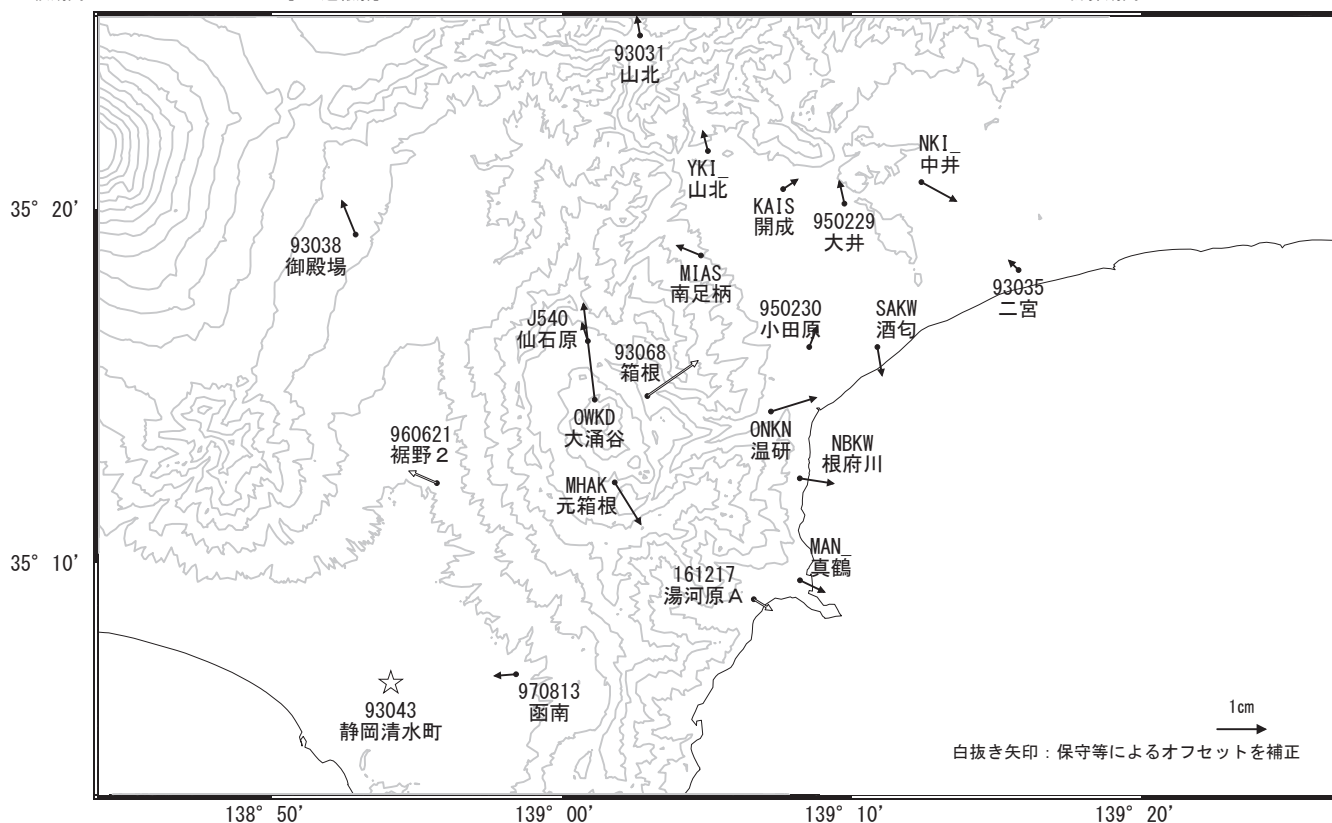 93031
山北
YKI_
山北
NKI_
中井
35° 20'
KAIS
開成
950229
大井
93038
御殿場
MIAS
南足柄
93035
二宮
J540
仙石原
950230
小田原
SAKW
酒匂
93068
箱根
OWKD
大涌谷
ONKN
温研
960621
裾野２
NBKW
根府川
MHAK
元箱根
35° 10'
MAN_
真鶴
161217
湯河原Ａ
970813
函南
93043
静岡清水町
1cm
白抜き矢印：保守等によるオフセットを補正
138° 50'
139° 00'
139° 10'
139° 20'